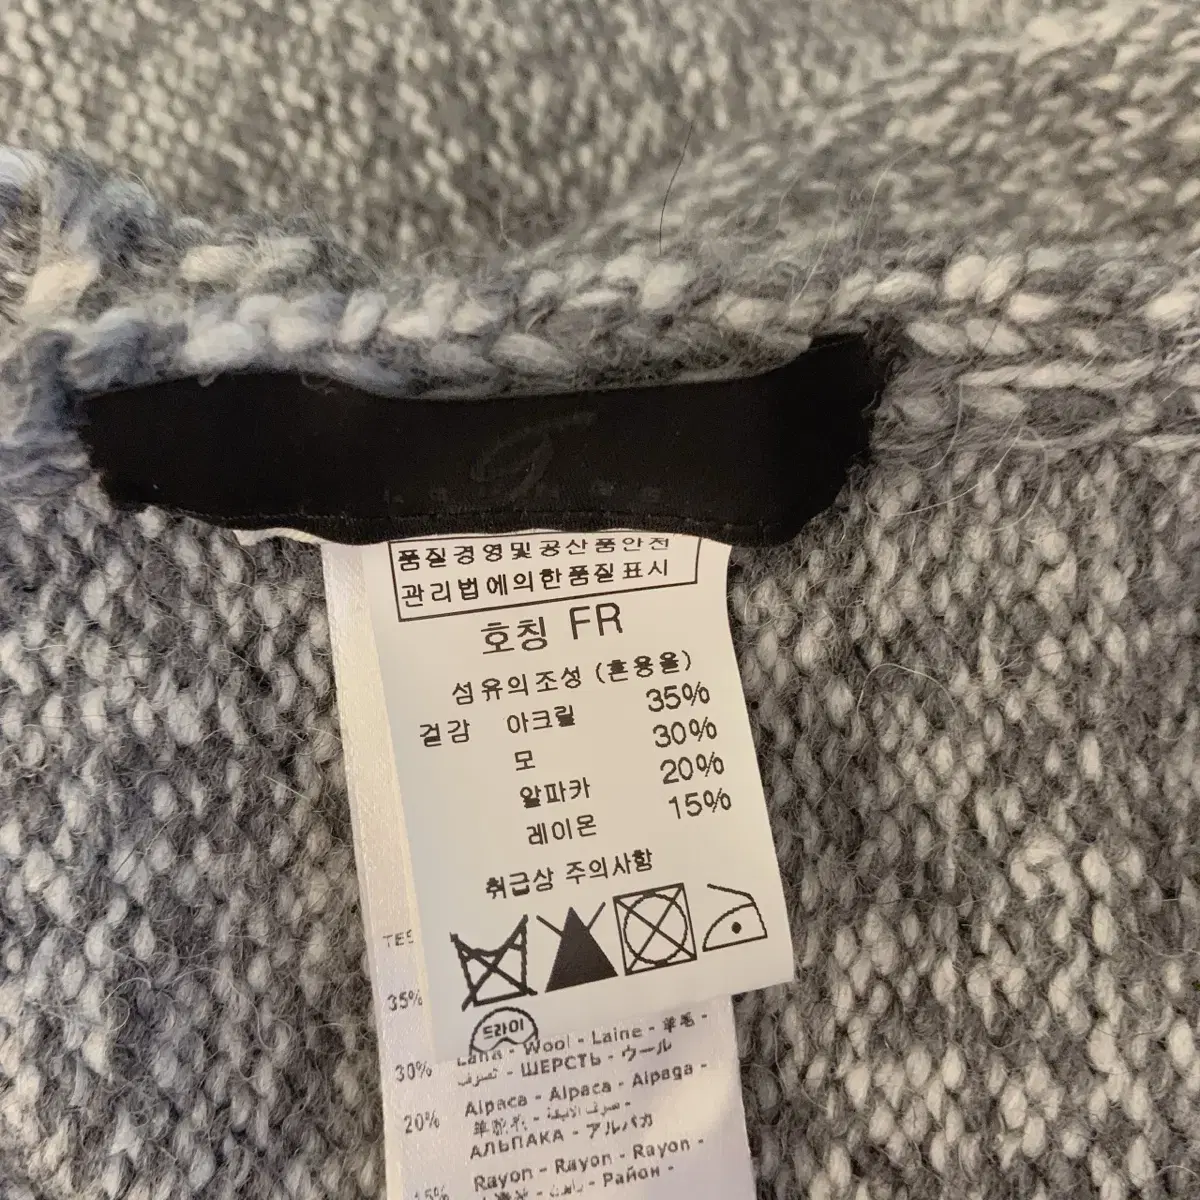 품질경영및공산품안전
관리법에의한품질표시
호칭 FR
섬유의조성 (혼용율)
겉감 아크릴 35%
모 30%
알파카 20%
레이온 15%
취급상 주의사항
드라이
35%
30% Lana - Wool - Laine - 羊毛 -
ШЕРСТЬ - ウール
20% Alpaca - Alpaca - Alpaga -
АЛЬПАКА - アルパカ
15% Rayon - Rayon - Rayon -
Район -